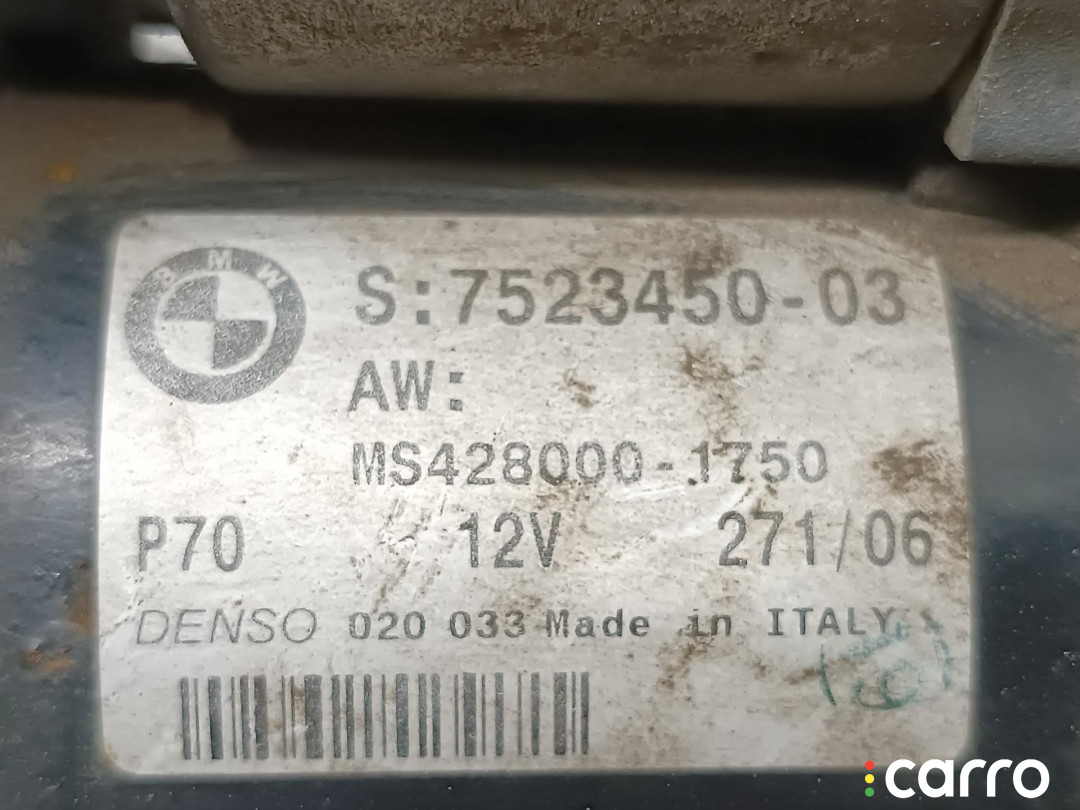 BMW
S:7523450-03
AW:
MS428000-1750
P70 12V 271/06
DENSO 020 033 Made in ITALY
carro